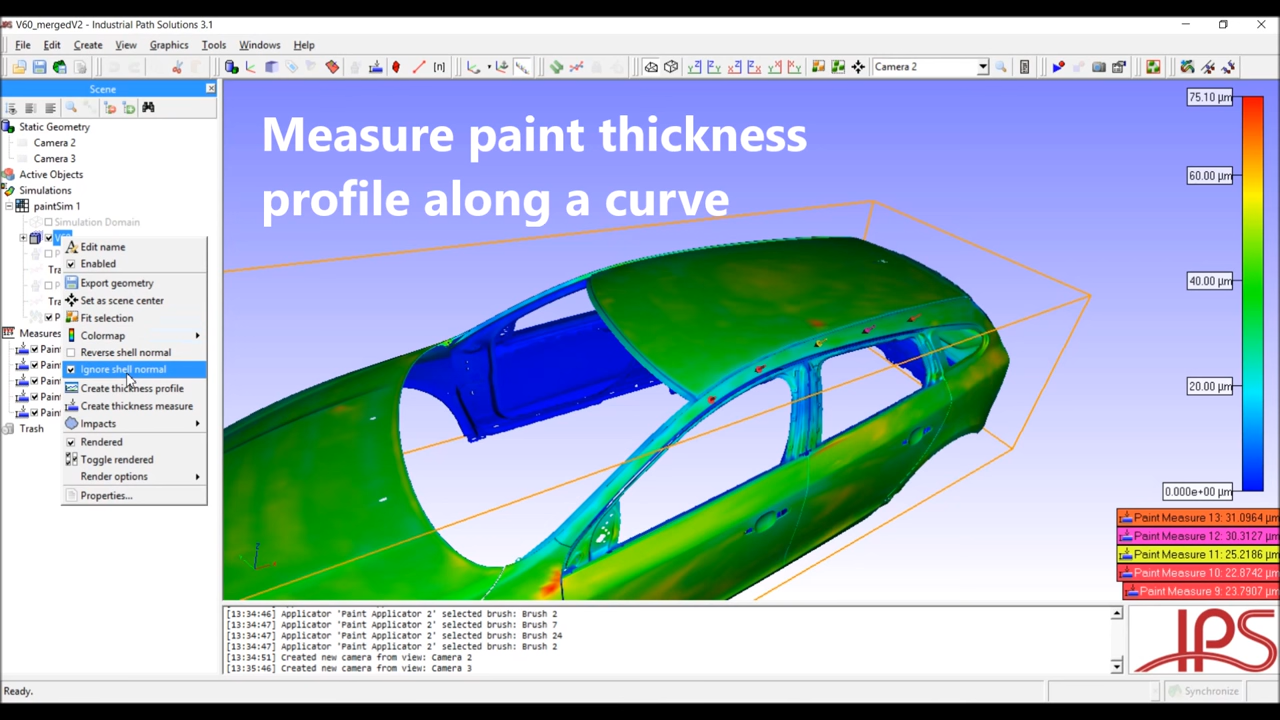 V60_mergedV2 - Industrial Path Solutions 3.1
File Edit Create View Graphics Tools Windows Help
[n] Camera 2
Scene
Static Geometry
Camera 2
Camera 3
Active Objects
Simulations
paintSim 1
Simulation Domain
Edit name
Enabled
Export geometry
Set as scene center
Fit selection
Colormap
Reverse shell normal
Ignore shell normal
Create thickness profile
Create thickness measure
Impacts
Rendered
Toggle rendered
Render options
Properties...
Measures
Pain
Pain
Pain
Pain
Pain
Trash
Measure paint thickness
profile along a curve
75.10 µm
60.00 µm
40.00 µm
20.00 µm
0.000e+00 µm
Paint Measure 13: 31.0964 µm
Paint Measure 12: 30.3127 µm
Paint Measure 11: 25.2186 µm
Paint Measure 10: 22.8742 µm
Paint Measure 9: 23.7907 µm
[13:34:46] Applicator 'Paint Applicator 2' selected brush: Brush 2
[13:34:47] Applicator 'Paint Applicator 2' selected brush: Brush 7
[13:34:47] Applicator 'Paint Applicator 2' selected brush: Brush 24
[13:34:47] Applicator 'Paint Applicator 2' selected brush: Brush 2
[13:34:51] Created new camera from view: Camera 2
[13:35:46] Created new camera from view: Camera 3
IPS
Ready.
Synchronize